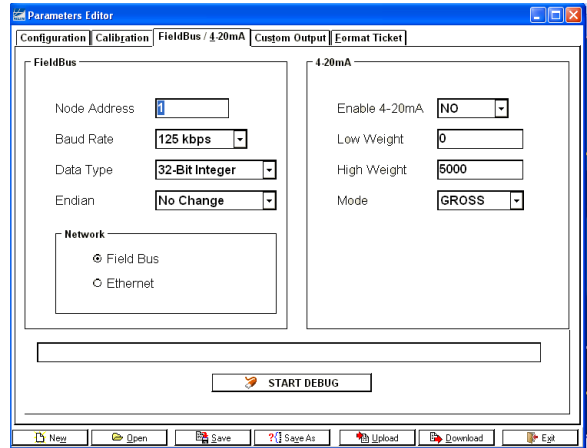 Parameters Editor
Configuration Calibration FieldBus / 4-20mA Custom Output Format Ticket
FieldBus
Node Address 1
Baud Rate 125 kbps
Data Type 32-Bit Integer
Endian No Change
Network
Field Bus
Ethernet
4-20mA
Enable 4-20mA NO
Low Weight 0
High Weight 5000
Mode GROSS
START DEBUG
New Open Save Save As Upload Download Exit